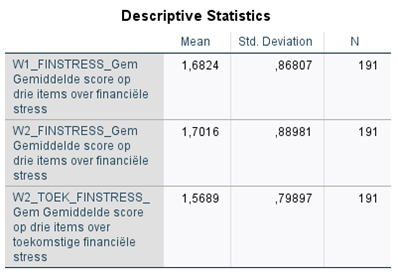 Descriptive Statistics
Mean Std. Deviation N
W1_FINSTRESS_Gem 1,6824 ,86807 191
Gemiddelde score op
drie items over financiële
stress
W2_FINSTRESS_Gem 1,7016 ,88981 191
Gemiddelde score op
drie items over financiële
stress
W2_TOEK_FINSTRESS_ 1,5689 ,79897 191
Gem Gemiddelde score
op drie items over
toekomstige financiële
stress